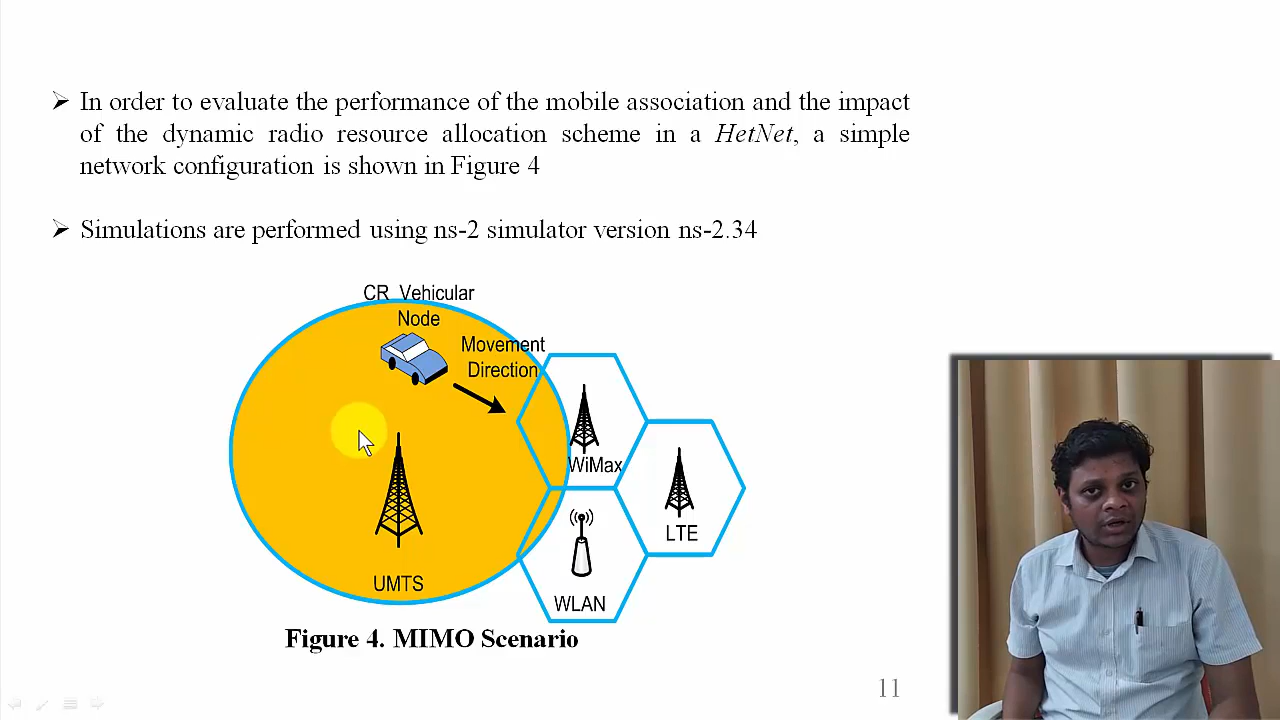 In order to evaluate the performance of the mobile association and the impact
of the dynamic radio resource allocation scheme in a HetNet, a simple
network configuration is shown in Figure 4
Simulations are performed using ns-2 simulator version ns-2.34
CR Vehicular
Node
Movement
Direction
WiMax
LTE
UMTS
WLAN
Figure 4. MIMO Scenario
11